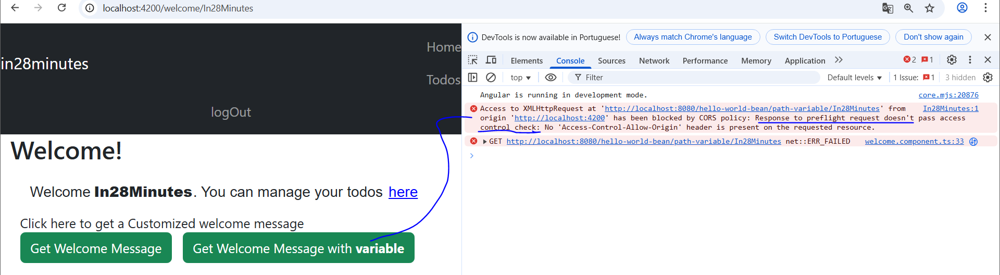 localhost:4200/welcome/In28Minutes
Home
in28minutes
Todos
logOut
Welcome!
Welcome In28Minutes. You can manage your todos here
Click here to get a Customized welcome message
Get Welcome Message Get Welcome Message with variable
DevTools is now available in Portuguese! Always match Chrome's language Switch DevTools to Portuguese Don't show again
Elements Console Sources Network Performance Memory Application 2 1
top Filter Default levels 1 Issue: 1 3 hidden
Angular is running in development mode. core.mjs:20876
Access to XMLHttpRequest at 'http://localhost:8080/hello-world-bean/path-variable/In28Minutes' from In28Minutes:1
origin 'http://localhost:4200' has been blocked by CORS policy: Response to preflight request doesn't pass access
control check: No 'Access-Control-Allow-Origin' header is present on the requested resource.
GET http://localhost:8080/hello-world-bean/path-variable/In28Minutes net::ERR_FAILED welcome.component.ts:33